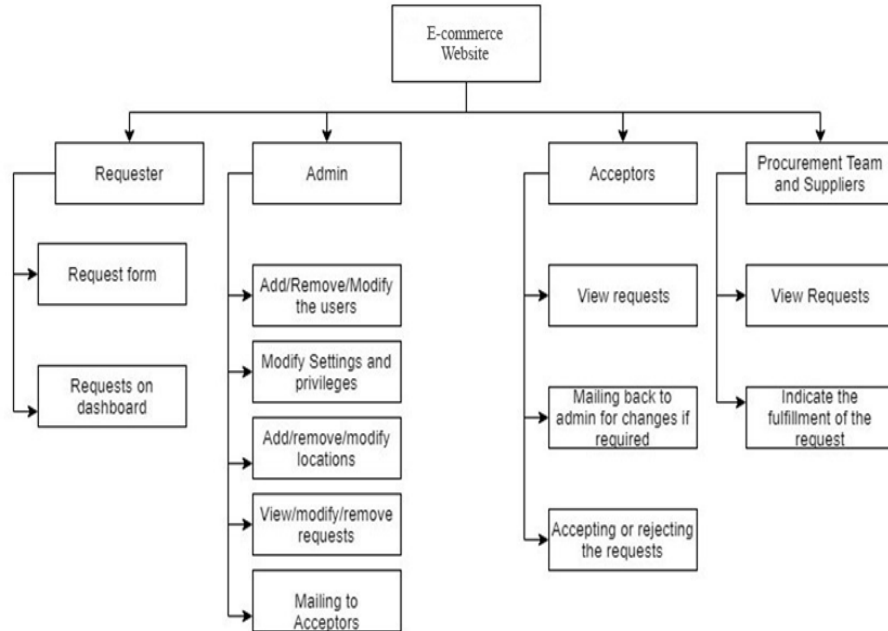 E-commerce
Website
Requester
Admin
Acceptors
Procurement Team
and Suppliers
Request form
Requests on
dashboard
Add/Remove/Modify
the users
Modify Settings and
privileges
Add/remove/modify
locations
View/modify/remove
requests
Mailing to
Acceptors
View requests
Mailing back to
admin for changes if
required
Accepting or rejecting
the requests
View Requests
Indicate the
fulfillment of the
request